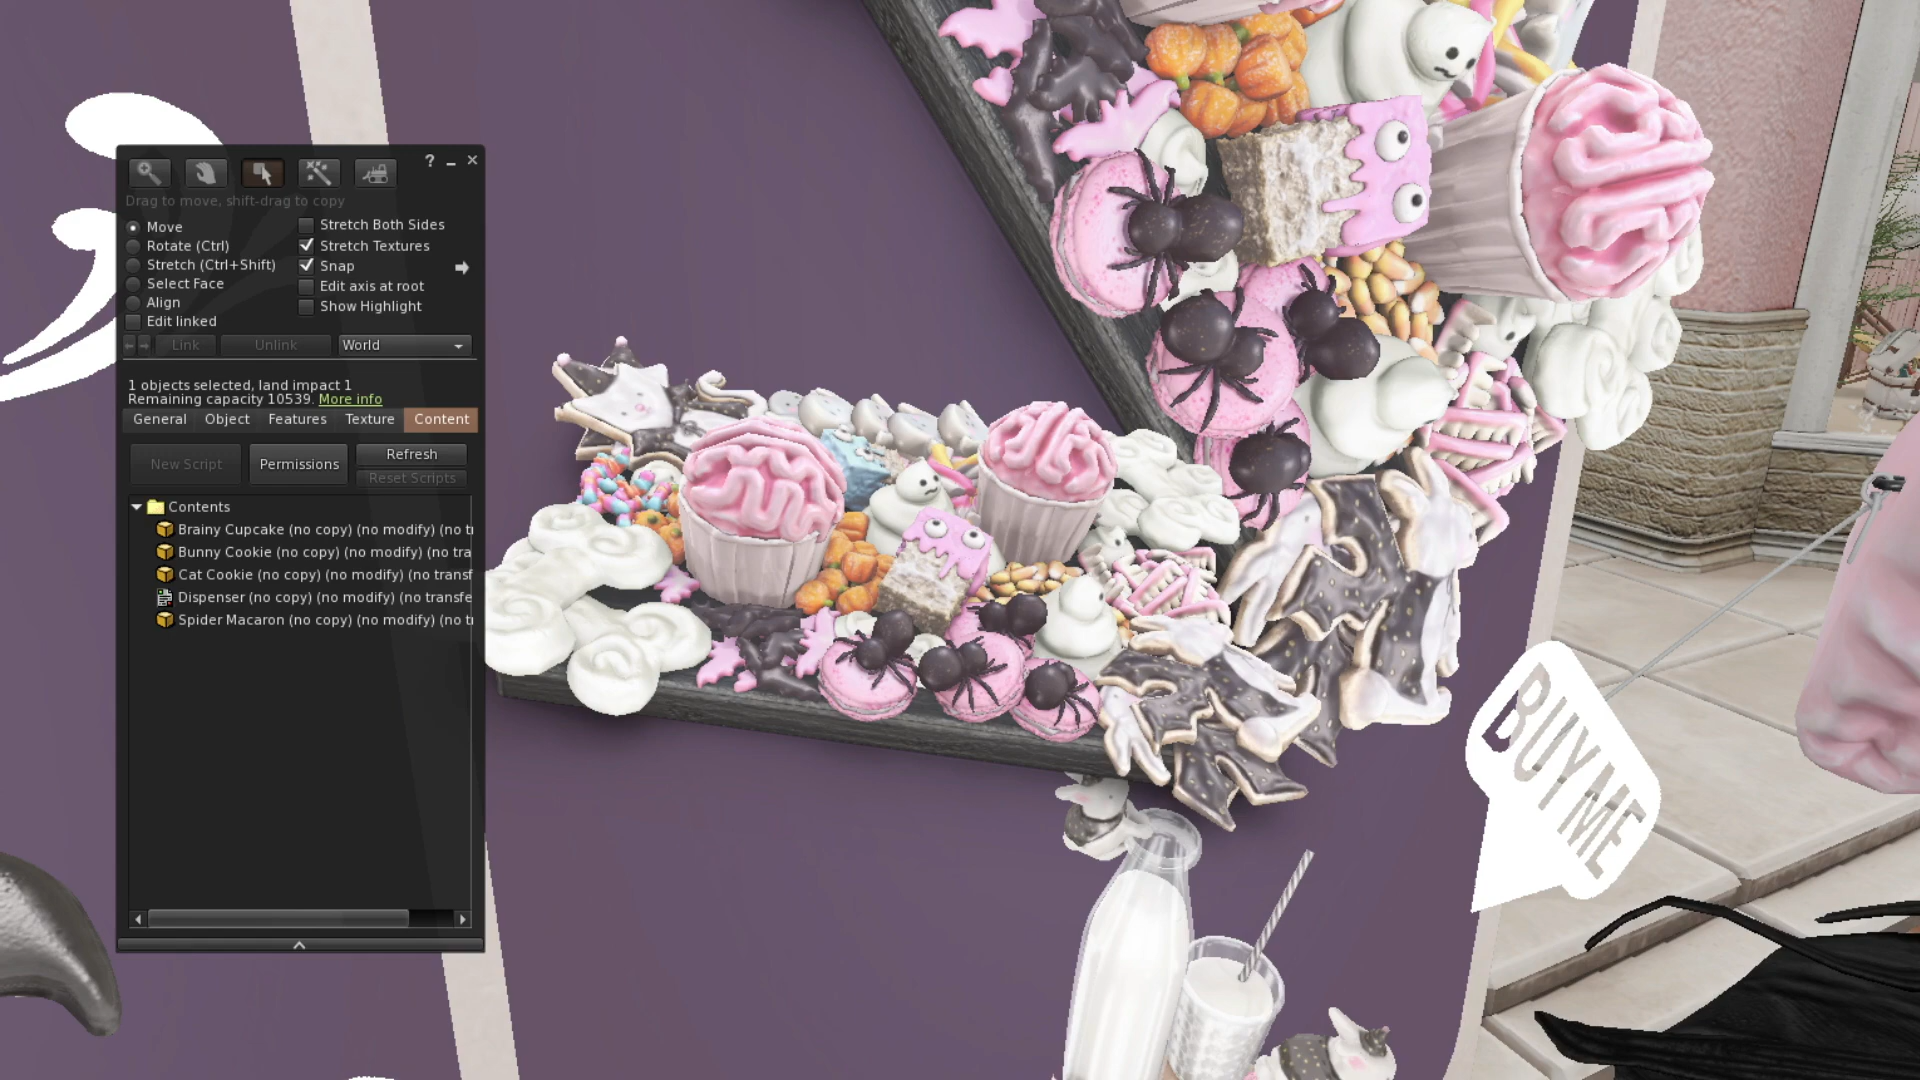 ?
Drag to move, shift-drag to copy
Move
Rotate (Ctrl)
Stretch (Ctrl+Shift)
Select Face
Align
Edit linked
Stretch Both Sides
Stretch Textures
Snap
Edit axis at root
Show Highlight
Link
Unlink
World
1 objects selected, land impact 1
Remaining capacity 10539. More info
General Object Features Texture Content
New Script
Permissions
Refresh
Reset Scripts
Contents
Brainy Cupcake (no copy) (no modify) (no tr
Bunny Cookie (no copy) (no modify) (no tra
Cat Cookie (no copy) (no modify) (no transf
Dispenser (no copy) (no modify) (no transfe
Spider Macaron (no copy) (no modify) (no tr
BUY ME